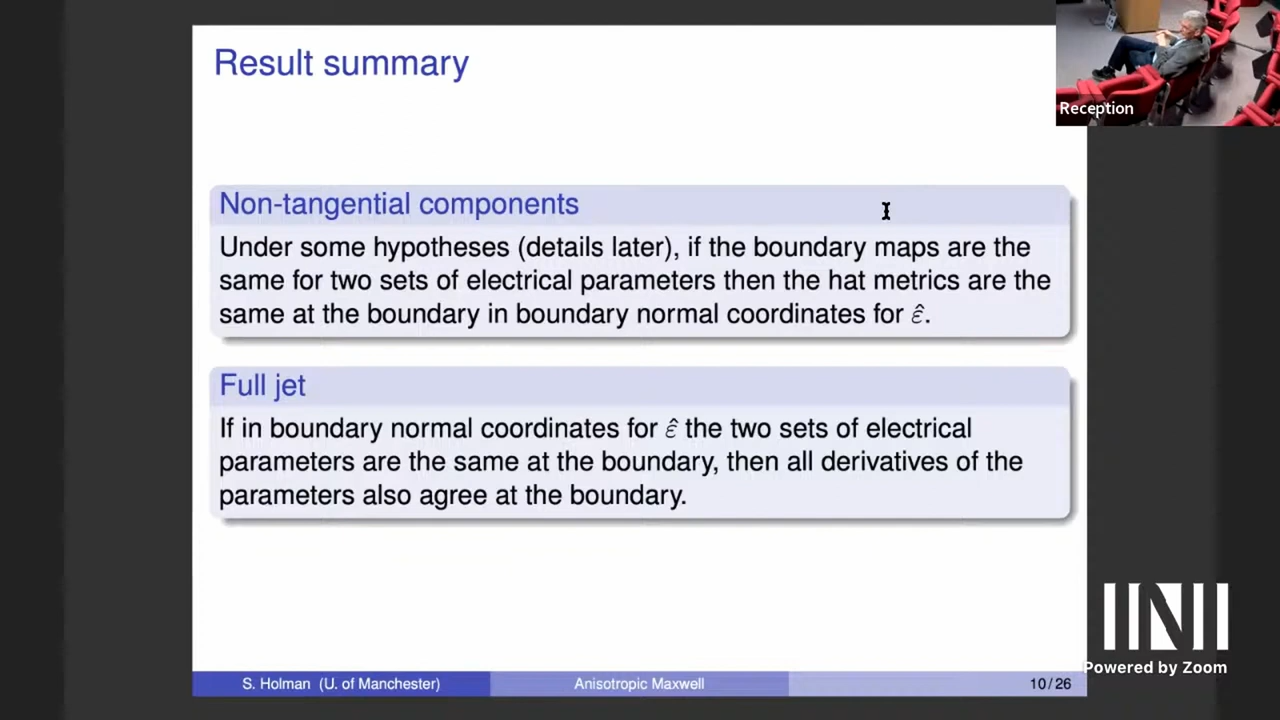 Result summary
Reception
Non-tangential components
Under some hypotheses (details later), if the boundary maps are the
same for two sets of electrical parameters then the hat metrics are the
same at the boundary in boundary normal coordinates for ε̂.
Full jet
If in boundary normal coordinates for ε̂ the two sets of electrical
parameters are the same at the boundary, then all derivatives of the
parameters also agree at the boundary.
INI
Powered by Zoom
S. Holman (U. of Manchester) Anisotropic Maxwell 10/26